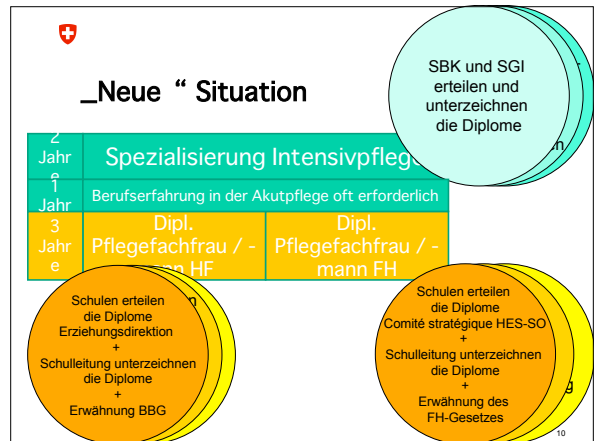 _Neue “ Situation
SBK und SGI
erteilen und
unterzeichnen
die Diplome
n
2
Jahr
e
Spezialisierung Intensivpflege
1
Jahr
Berufserfahrung in der Akutpflege oft erforderlich
3
Jahr
e
Dipl.
Pflegefachfrau / -
mann HF
Dipl.
Pflegefachfrau / -
mann FH
Schulen erteilen
die Diplome
Erziehungsdirektion
+
Schulleitung unterzeichnen
die Diplome
+
Erwähnung BBG
n
Schulen erteilen
die Diplome
Comité stratégique HES-SO
+
Schulleitung unterzeichnen
die Diplome
+
Erwähnung des
FH-Gesetzes
g
10